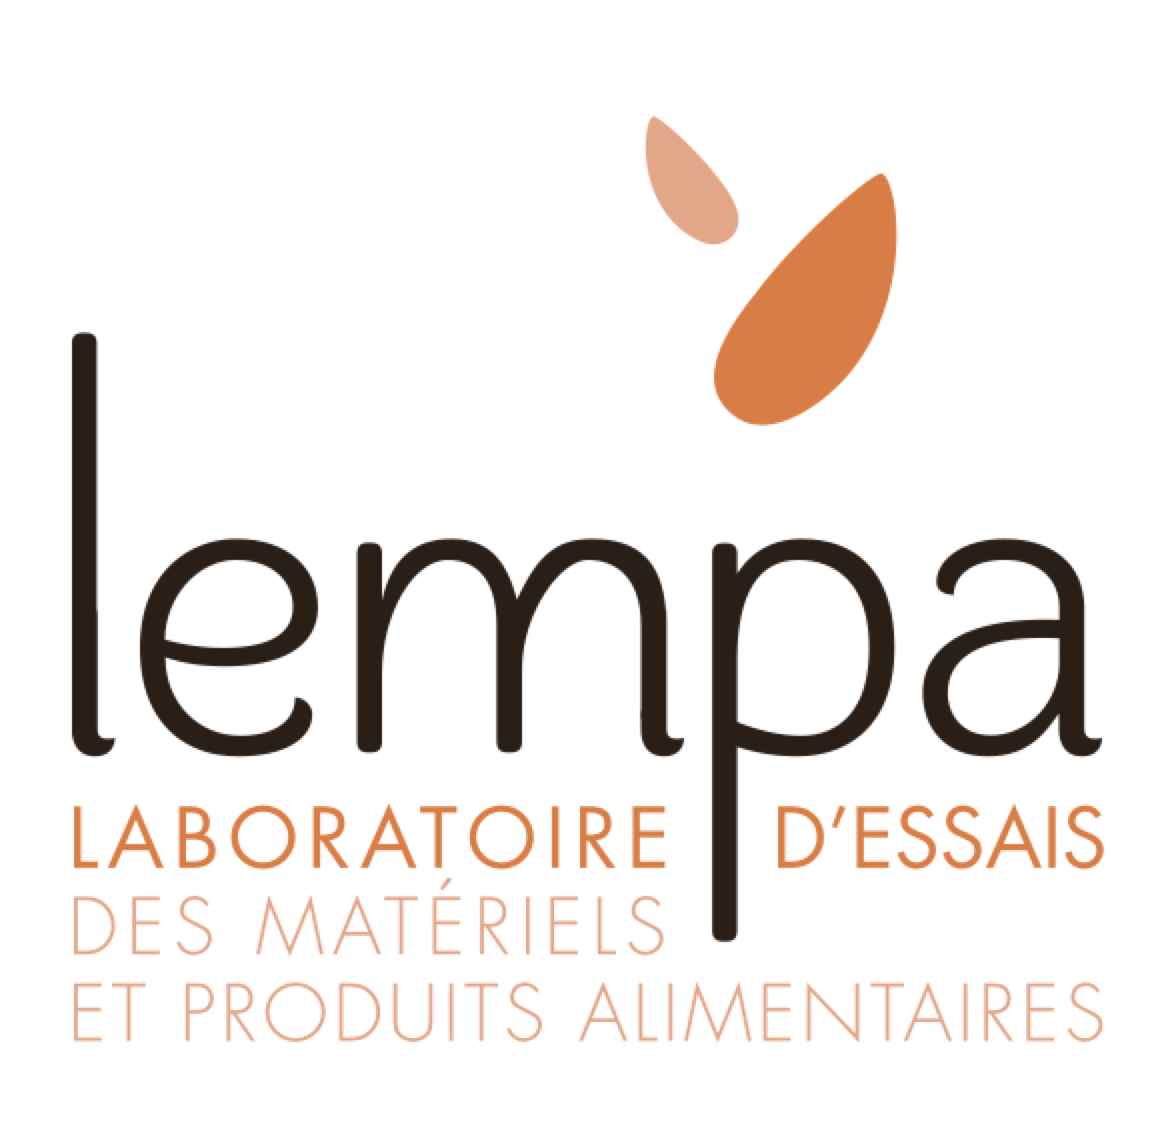 lempa
LABORATOIRE D'ESSAIS
DES MATÉRIELS
ET PRODUITS ALIMENTAIRES